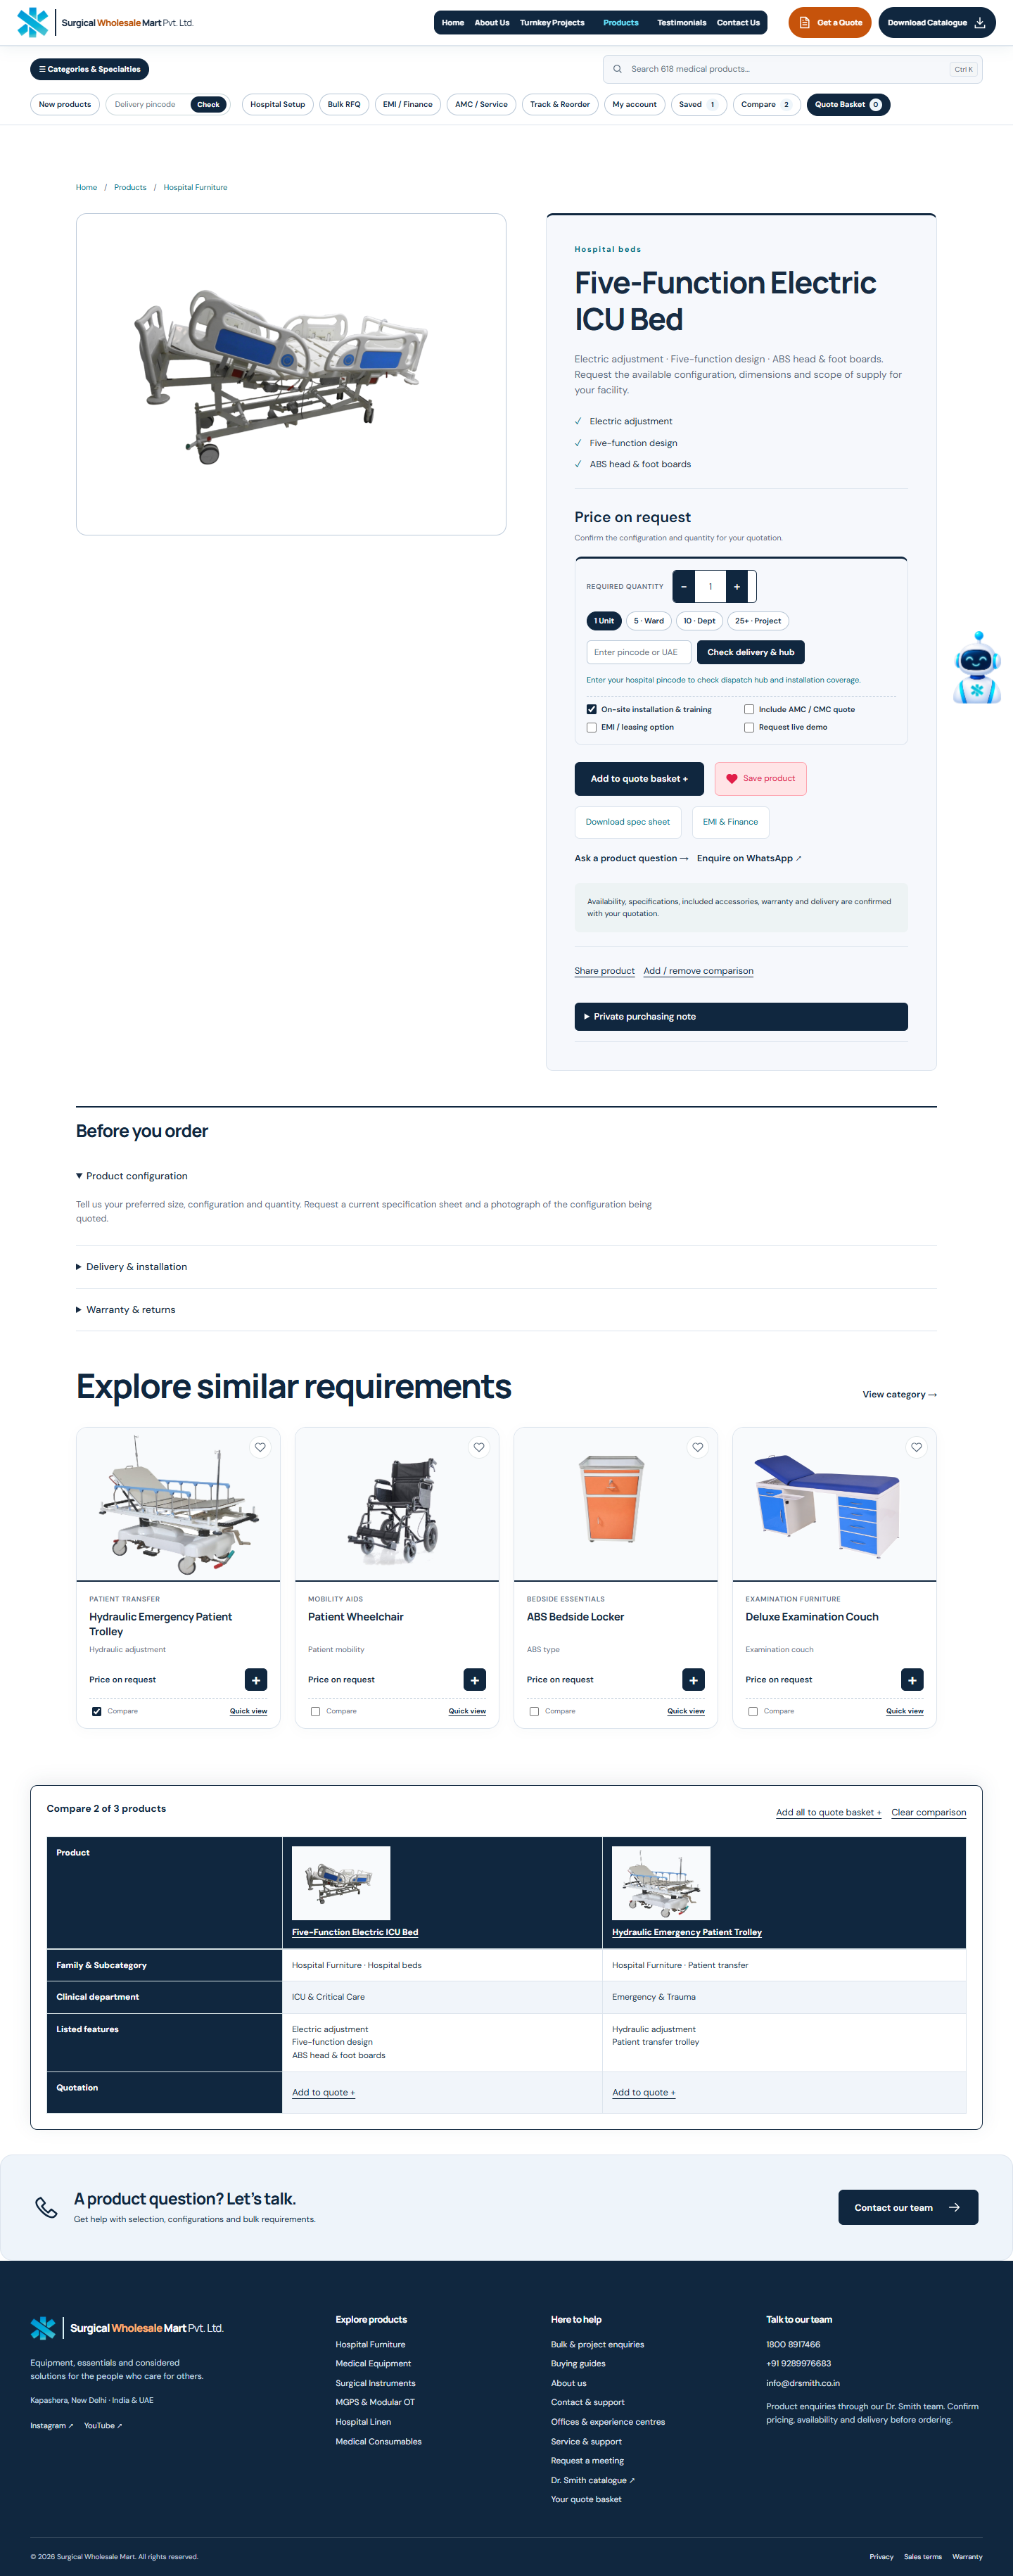 Surgical Wholesale Mart Pvt. Ltd.
Home About Us Turnkey Projects Products Testimonials Contact Us
Get a Quote
Download Catalogue
☰ Categories & Specialties
Search 618 medical products...
Ctrl K
New products
Delivery pincode Check
Hospital Setup
Bulk RFQ
EMI / Finance
AMC / Service
Track & Reorder
My account
Saved 1
Compare 2
Quote Basket 0
Home / Products / Hospital Furniture
Hospital beds
Five-Function Electric
ICU Bed
Electric adjustment · Five-function design · ABS head & foot boards.
Request the available configuration, dimensions and scope of supply for
your facility.
✓ Electric adjustment
✓ Five-function design
✓ ABS head & foot boards
Price on request
Confirm the configuration and quantity for your quotation.
REQUIRED QUANTITY − 1 +
1 Unit 5 · Ward 10 · Dept 25+ · Project
Enter pincode or UAE Check delivery & hub
Enter your hospital pincode to check dispatch hub and installation coverage.
On-site installation & training Include AMC / CMC quote
EMI / leasing option Request live demo
Add to quote basket + Save product
Download spec sheet EMI & Finance
Ask a product question → Enquire on WhatsApp ↗
Availability, specifications, included accessories, warranty and delivery are confirmed
with your quotation.
Share product Add / remove comparison
▶ Private purchasing note
Before you order
▼ Product configuration
Tell us your preferred size, configuration and quantity. Request a current specification sheet and a photograph of the configuration being
quoted.
▶ Delivery & installation
▶ Warranty & returns
Explore similar requirements
View category →
PATIENT TRANSFER
Hydraulic Emergency Patient
Trolley
Hydraulic adjustment
Price on request +
Compare Quick view
MOBILITY AIDS
Patient Wheelchair
Patient mobility
Price on request +
Compare Quick view
BEDSIDE ESSENTIALS
ABS Bedside Locker
ABS type
Price on request +
Compare Quick view
EXAMINATION FURNITURE
Deluxe Examination Couch
Examination couch
Price on request +
Compare Quick view
Compare 2 of 3 products
Add all to quote basket + Clear comparison
Product
Five-Function Electric ICU Bed
Hydraulic Emergency Patient Trolley
Family & Subcategory
Hospital Furniture · Hospital beds
Hospital Furniture · Patient transfer
Clinical department
ICU & Critical Care
Emergency & Trauma
Listed features
Electric adjustment
Five-function design
ABS head & foot boards
Hydraulic adjustment
Patient transfer trolley
Quotation
Add to quote +
Add to quote +
A product question? Let's talk.
Get help with selection, configurations and bulk requirements.
Contact our team →
Surgical Wholesale Mart Pvt. Ltd.
Equipment, essentials and considered
solutions for the people who care for others.
Kapashera, New Delhi · India & UAE
Instagram ↗ YouTube ↗
Explore products
Hospital Furniture
Medical Equipment
Surgical Instruments
MGPS & Modular OT
Hospital Linen
Medical Consumables
Here to help
Bulk & project enquiries
Buying guides
About us
Contact & support
Offices & experience centres
Service & support
Request a meeting
Dr. Smith catalogue ↗
Your quote basket
Talk to our team
1800 8917466
+91 9289976683
info@drsmith.co.in
Product enquiries through our Dr. Smith team. Confirm
pricing, availability and delivery before ordering.
© 2026 Surgical Wholesale Mart. All rights reserved.
Privacy Sales terms Warranty